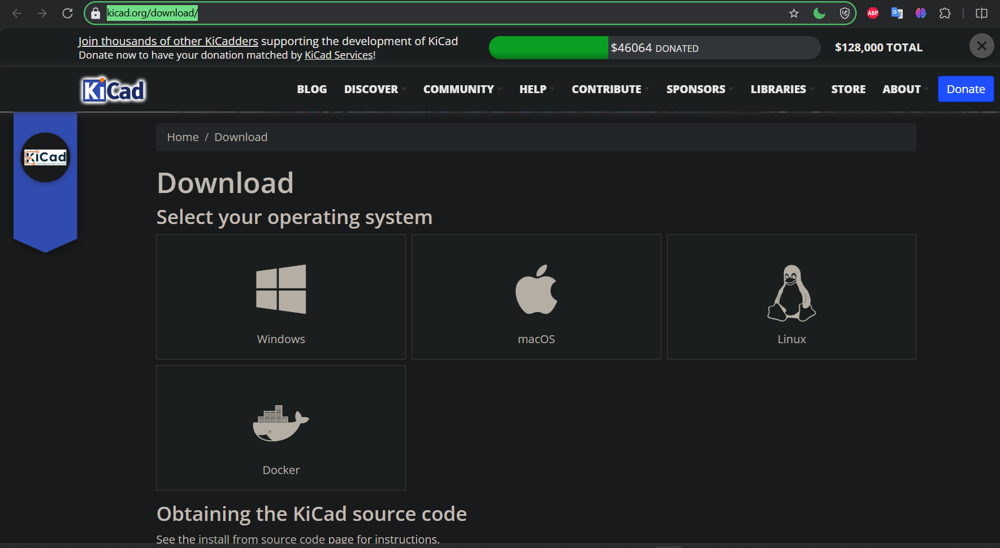 kicad.org/download/
ABP
Join thousands of other KiCadders supporting the development of KiCad
Donate now to have your donation matched by KiCad Services!
$46064 DONATED
$128,000 TOTAL
KiCad
BLOG
DISCOVER
COMMUNITY
HELP
CONTRIBUTE
SPONSORS
LIBRARIES
STORE
ABOUT
Donate
KiCad
SERVICES CORPORATION
Home / Download
Download
Select your operating system
Windows
macOS
Linux
Docker
Obtaining the KiCad source code
See the install from source code page for instructions.